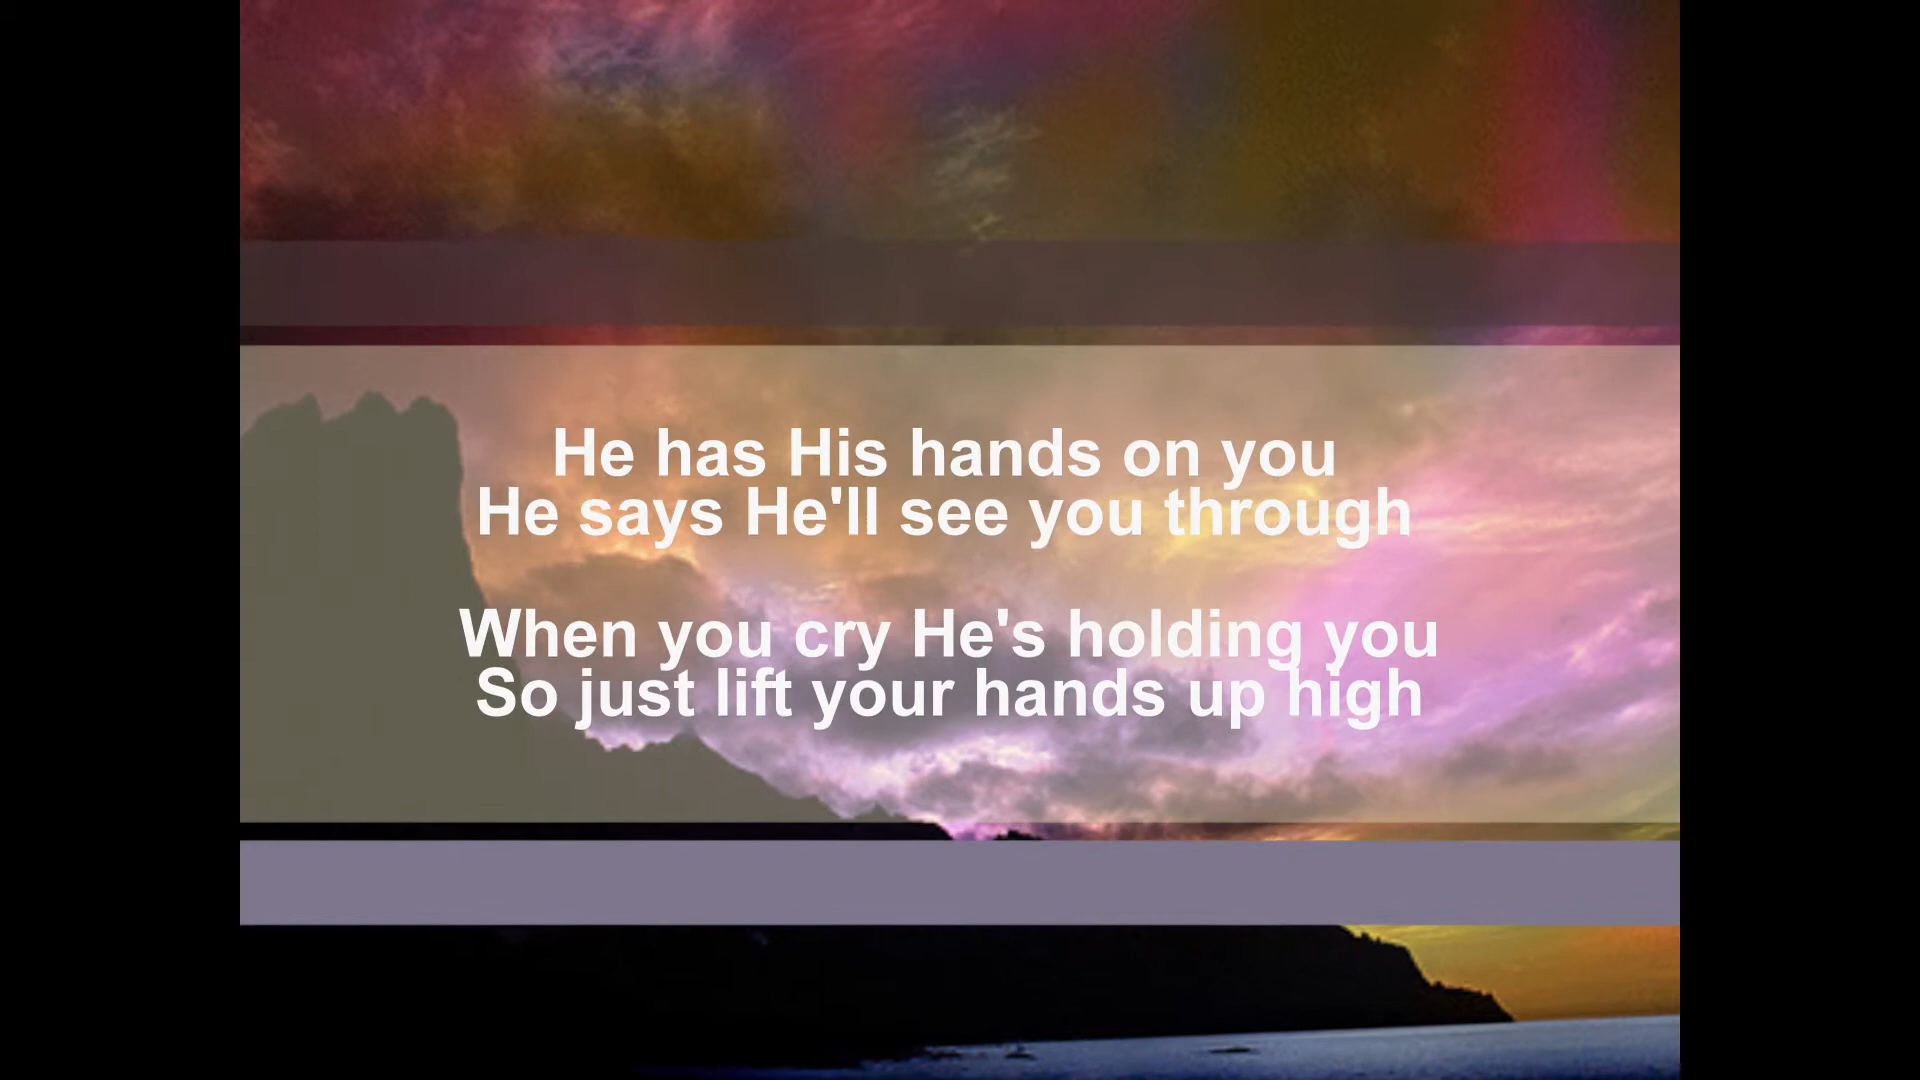 He has His hands on you
He says He'll see you through
When you cry He's holding you
So just lift your hands up high